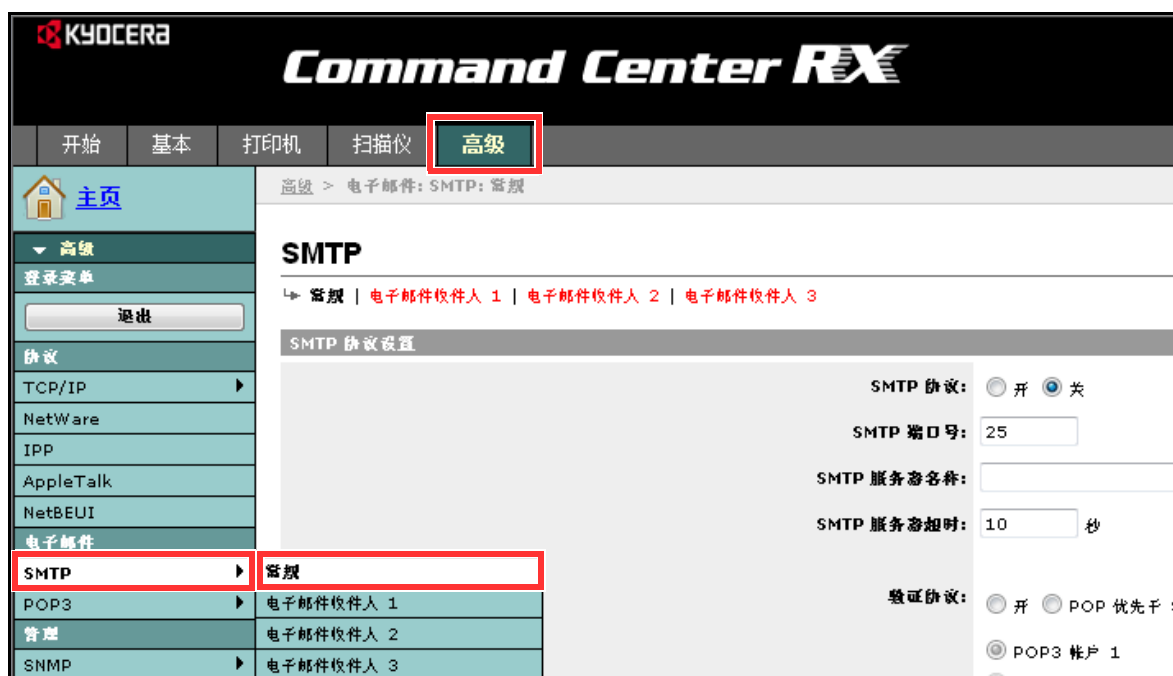 KYOCERA
Command Center RX
开始 基本 打印机 扫描仪 高级
主页
高级 > 电子邮件: SMTP: 常规
高级
登录菜单
退出
SMTP
常规 | 电子邮件收件人 1 | 电子邮件收件人 2 | 电子邮件收件人 3
SMTP 协议设置
协议
TCP/IP
NetWare
IPP
AppleTalk
NetBEUI
电子邮件
SMTP
POP3
管理
SNMP
常规
电子邮件收件人 1
电子邮件收件人 2
电子邮件收件人 3
SMTP 协议: 开 关
SMTP 端口号: 25
SMTP 服务器名称:
SMTP 服务器超时: 10 秒
验证协议: 开 POP 优先于
POP3 帐户 1